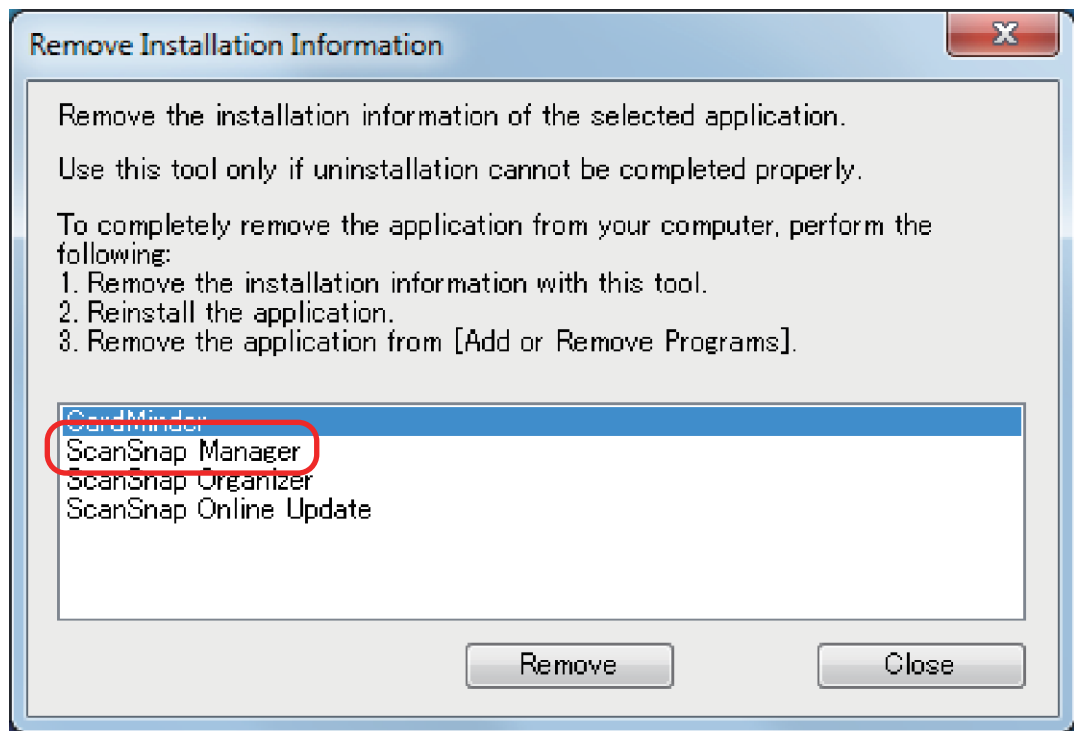 Remove Installation Information
Remove the installation information of the selected application.
Use this tool only if uninstallation cannot be completed properly.
To completely remove the application from your computer, perform the
following:
1. Remove the installation information with this tool.
2. Reinstall the application.
3. Remove the application from [Add or Remove Programs].
CardMinder
ScanSnap Manager
ScanSnap Organizer
ScanSnap Online Update
Remove
Close